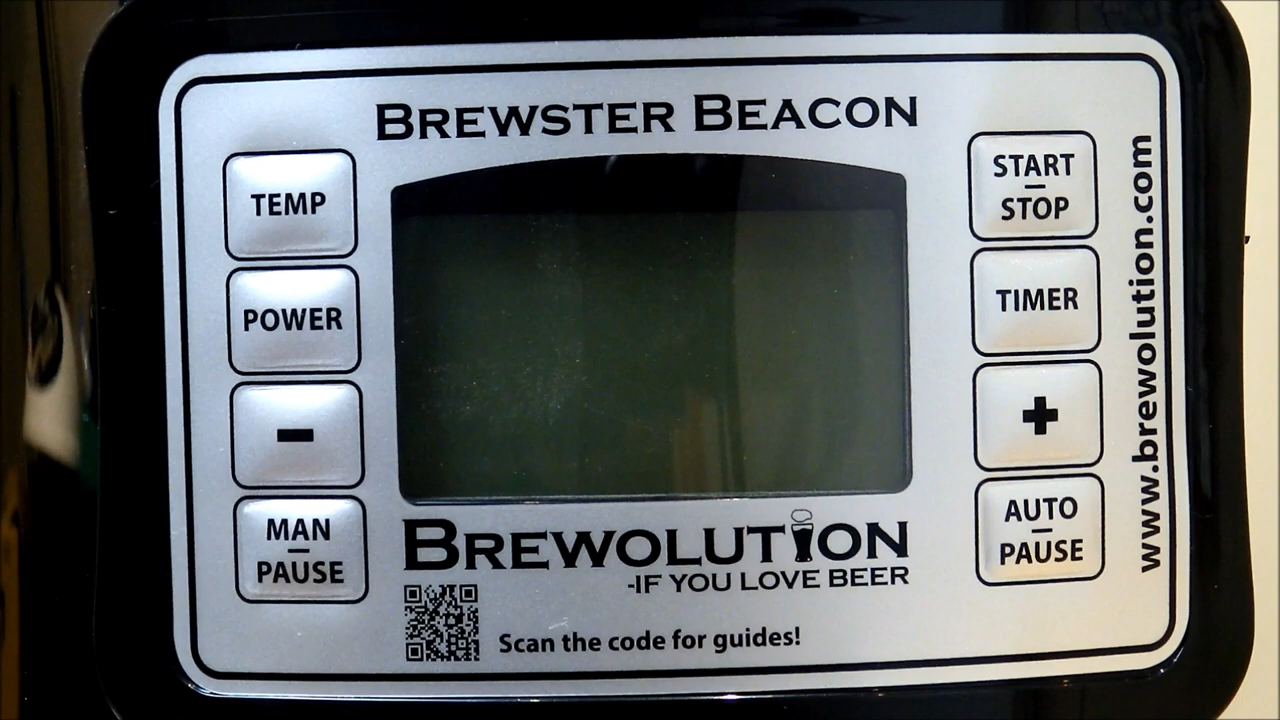 BREWSTER BEACON
TEMP
POWER
-
MAN
PAUSE
START
STOP
TIMER
+
AUTO
PAUSE
www.brewolution.com
BREWOLUTION
-IF YOU LOVE BEER
Scan the code for guides!